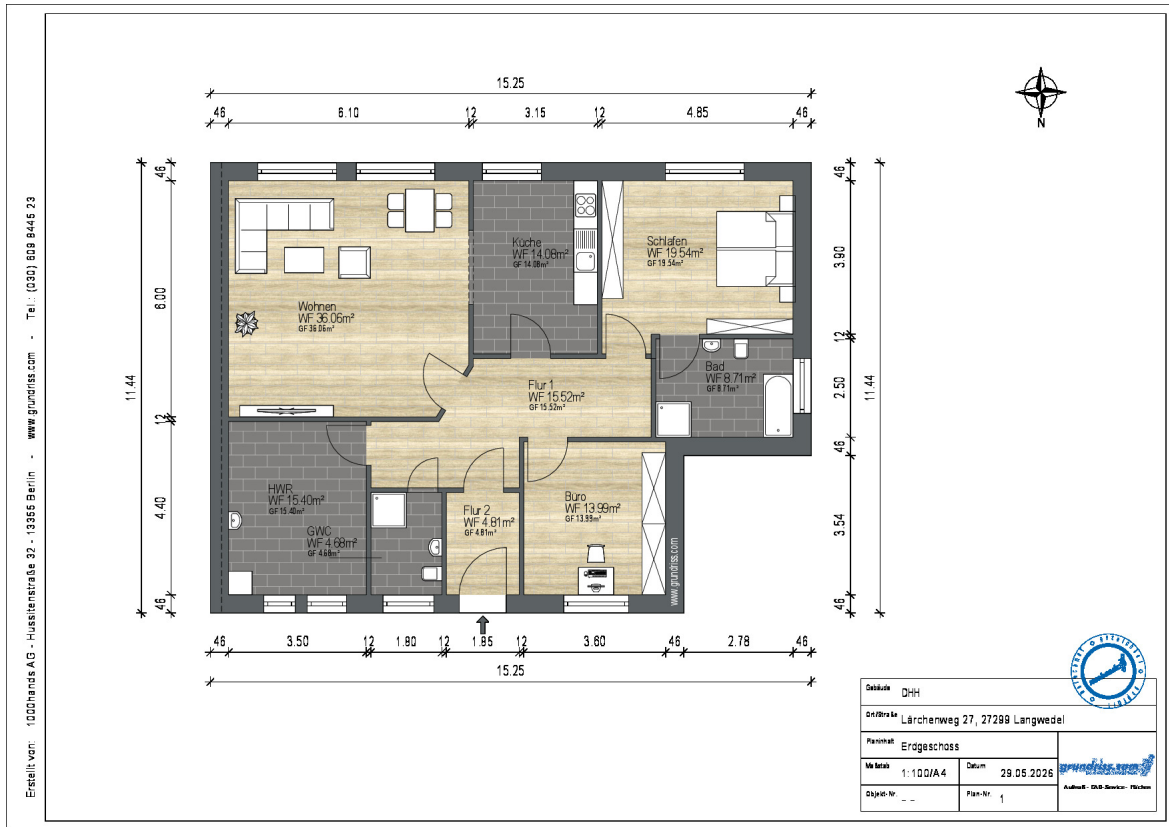 15.25
46 6.10 12 3.15 12 4.85 46
N
46 6.00 12 4.40 46
11.44
46 3.90 12 2.50 46 3.54 46
11.44
Küche
WF 14.08m²
GF 14.08m²
Schlafen
WF 19.54m²
GF 19.54m²
Wohnen
WF 36.06m²
GF 36.06m²
Bad
WF 8.71m²
GF 8.71m²
Flur 1
WF 15.52m²
GF 15.52m²
HWR
WF 15.40m²
GF 15.40m²
GWC
WF 4.68m²
GF 4.68m²
Flur 2
WF 4.81m²
GF 4.81m²
Büro
WF 13.99m²
GF 13.99m²
www.grundriss.com
46 3.50 12 1.80 12 1.85 12 3.60 46 2.78 46
15.25
Erstellt von: 1000hands AG - Hussitenstraße 32 - 13355 Berlin - www.grundriss.com - Tel.: (030) 609 8445 23
Gebäude DHH
Ort/Straße Lärchenweg 27, 27299 Langwedel
Planinhalt Erdgeschoss
Maßstab 1:100/A4 Datum 29.05.2026
Objekt-Nr. _ _ Plan-Nr. 1
grundriss.com
Aufmaß - CAD-Service - Flächen